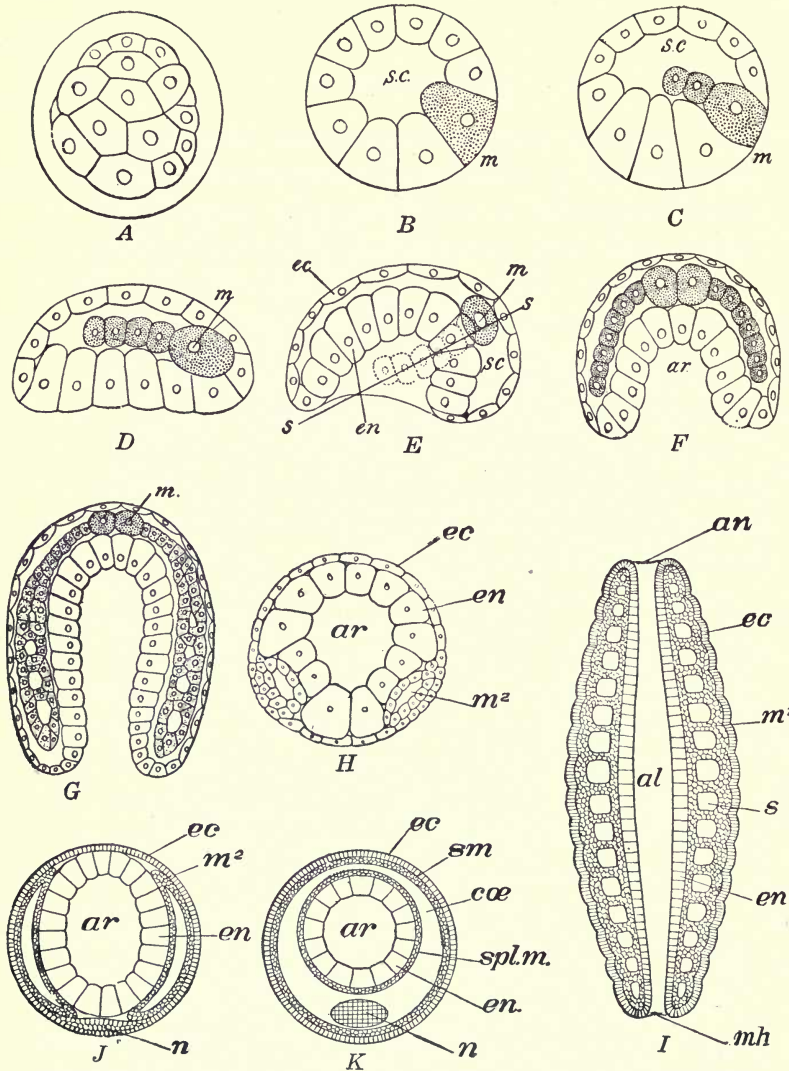 A
s.c.
m
B
s.c
m
C
m
D
ec.
m
s
sc
s
en
E
ar
F
m.
G
ec
en
ar
m²
H
an
ec
m²
al
s
en
mh
I
ec
m²
ar
en
n
J
ec
sm
cœ
ar
spl.m.
en.
n
K